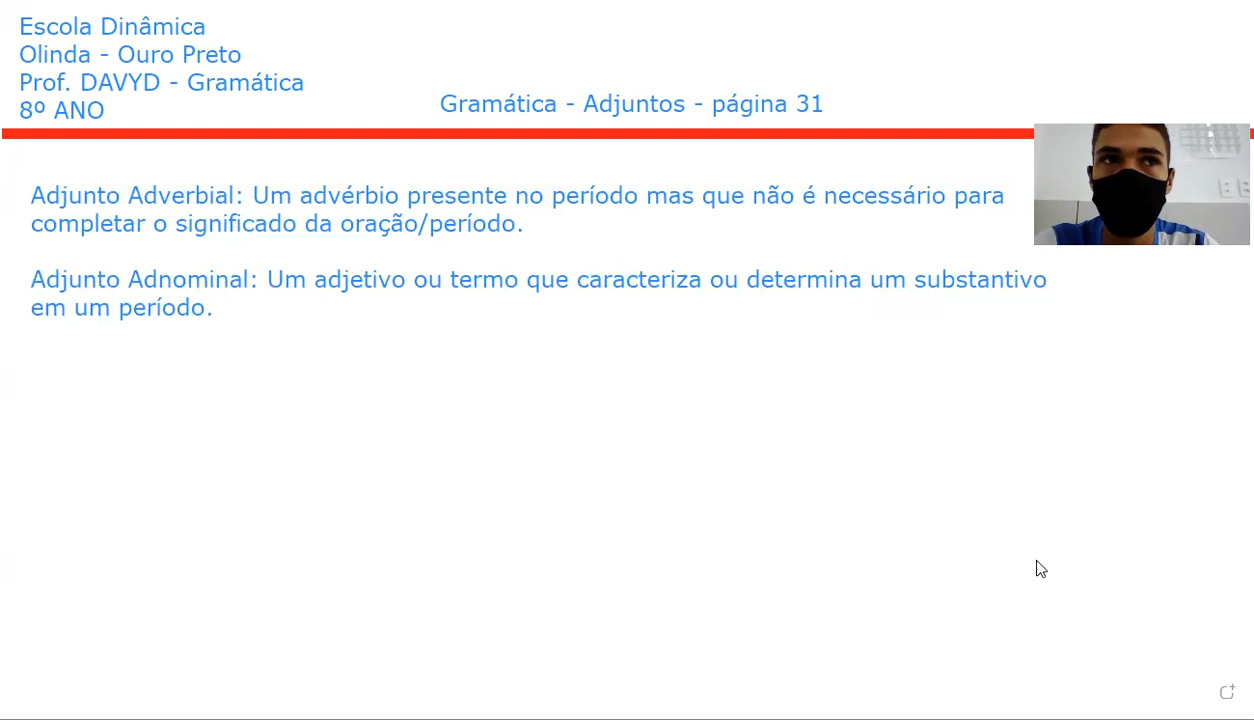 Escola Dinâmica
Olinda - Ouro Preto
Prof. DAVYD - Gramática
8º ANO
Gramática - Adjuntos - página 31
Adjunto Adverbial: Um advérbio presente no período mas que não é necessário para
completar o significado da oração/período.
Adjunto Adnominal: Um adjetivo ou termo que caracteriza ou determina um substantivo
em um período.